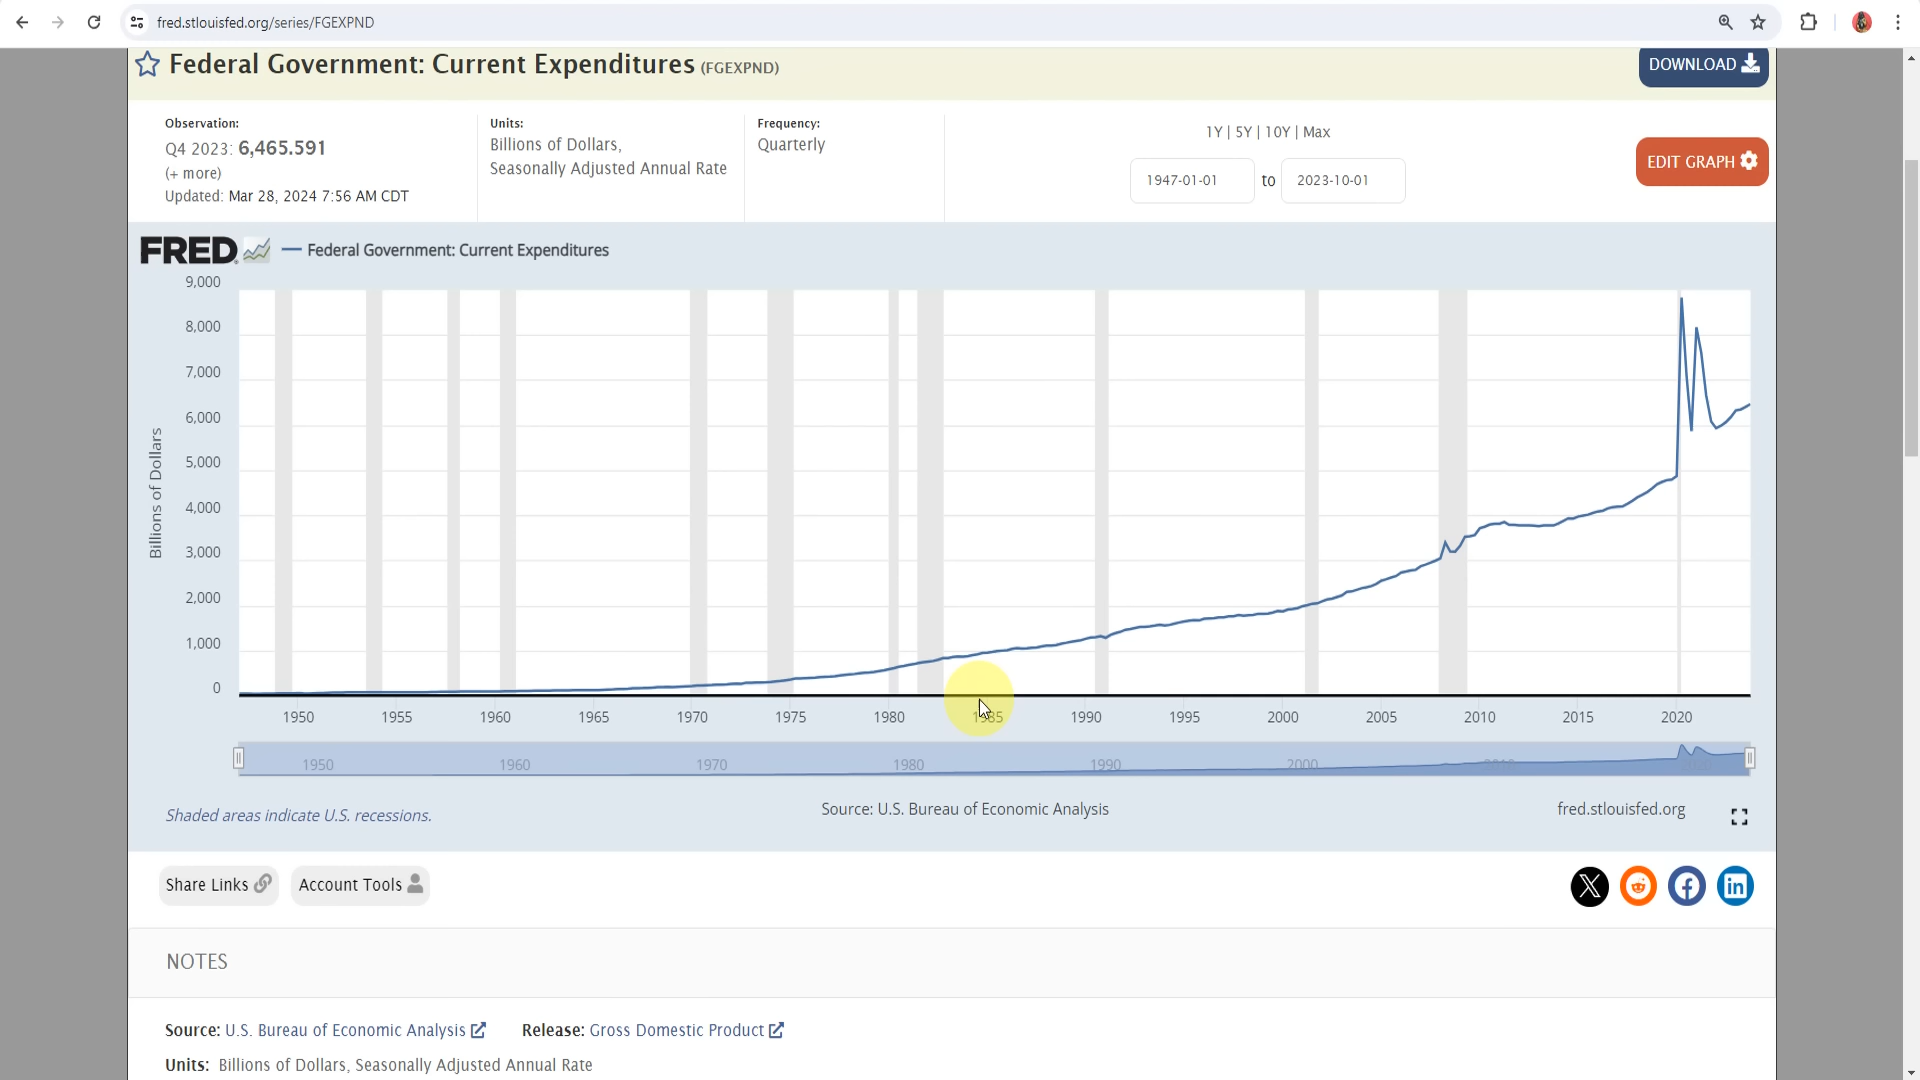 fred.stlouisfed.org/series/FGEXPND
Federal Government: Current Expenditures (FGEXPND)
DOWNLOAD
Observation:
Q4 2023: 6,465.591
(+ more)
Updated: Mar 28, 2024 7:56 AM CDT
Units:
Billions of Dollars,
Seasonally Adjusted Annual Rate
Frequency:
Quarterly
1Y | 5Y | 10Y | Max
1947-01-01 to 2023-10-01
EDIT GRAPH
FRED
Federal Government: Current Expenditures
Billions of Dollars
9,000
8,000
7,000
6,000
5,000
4,000
3,000
2,000
1,000
0
1950 1955 1960 1965 1970 1975 1980 1985 1990 1995 2000 2005 2010 2015 2020
1950 1960 1970 1980 1990 2000 2010 2020
Shaded areas indicate U.S. recessions.
Source: U.S. Bureau of Economic Analysis
fred.stlouisfed.org
Share Links
Account Tools
NOTES
Source: U.S. Bureau of Economic Analysis Release: Gross Domestic Product
Units: Billions of Dollars, Seasonally Adjusted Annual Rate